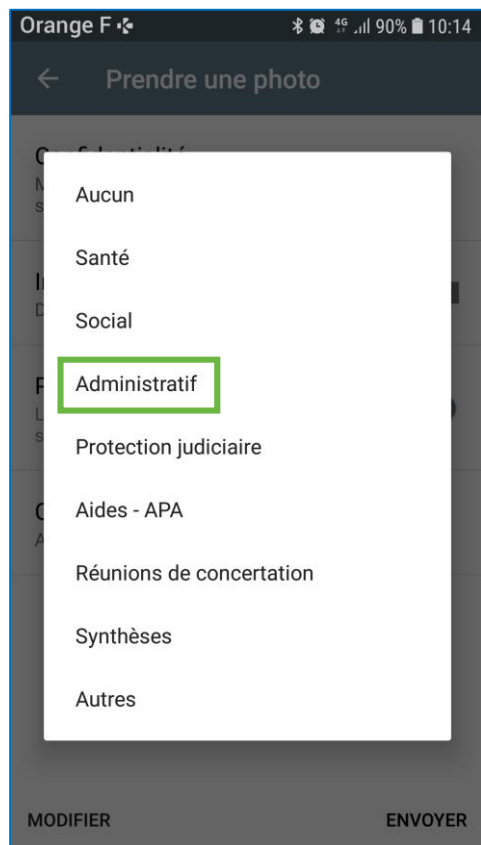 Orange F 4G 90% 10:14
Prendre une photo
Aucun
Santé
Social
Administratif
Protection judiciaire
Aides - APA
Réunions de concertation
Synthèses
Autres
MODIFIER ENVOYER